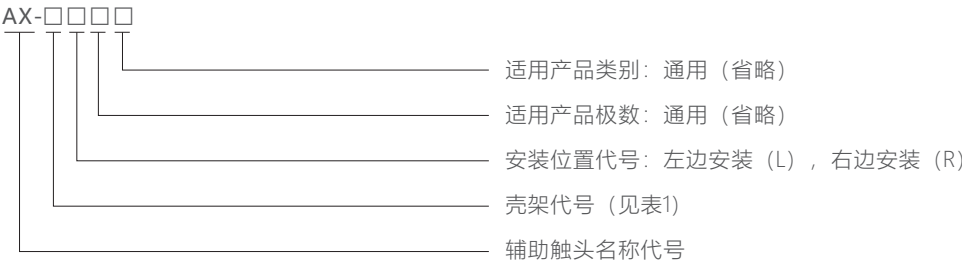 AX-□□□□
适用产品类别：通用（省略）
适用产品极数：通用（省略）
安装位置代号：左边安装（L），右边安装（R）
壳架代号（见表1）
辅助触头名称代号